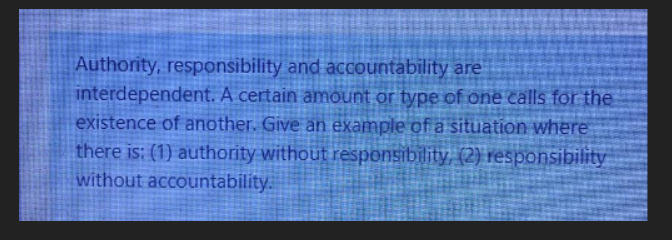 Authority, responsibility and accountability are
interdependent. A certain amount or type of one calls for the
existence of another. Give an example of a situation where
there is: (1) authority without responsibility, (2) responsibility
without accountability.